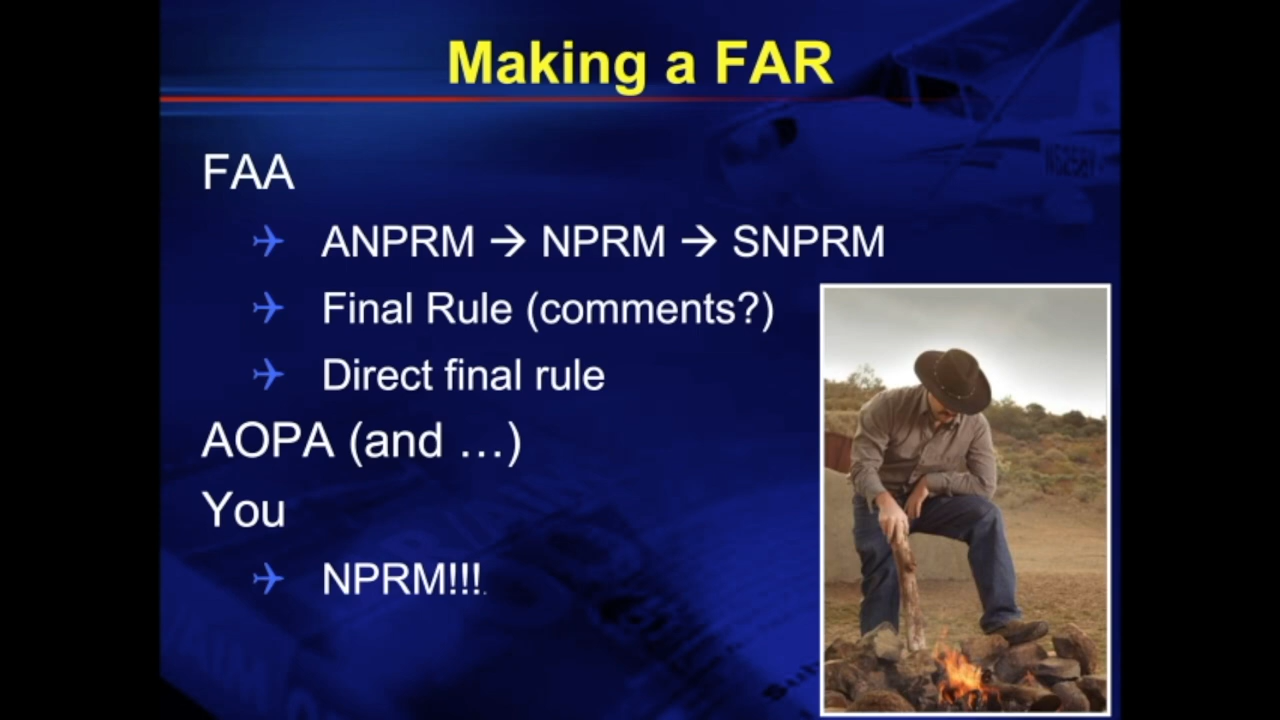 Making a FAR
FAA
ANPRM → NPRM → SNPRM
Final Rule (comments?)
Direct final rule
AOPA (and …)
You
NPRM!!!.